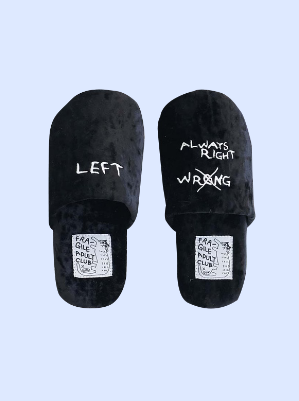 LEFT
ALWAYS
RIGHT
WRONG
FRA
GILE
ADULT
CLUB
FRA
GILE
ADULT
CLUB